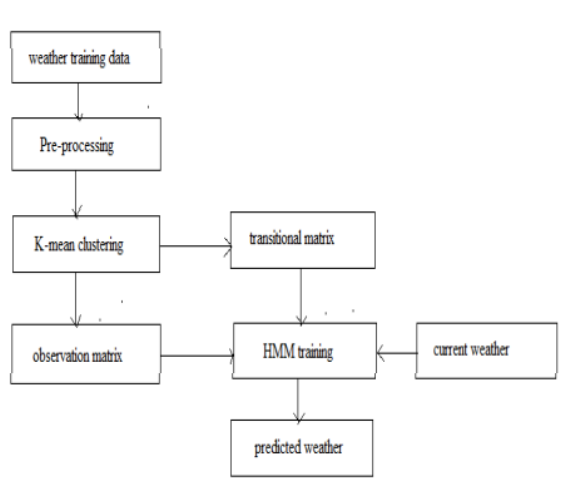 weather training data
Pre-processing
K-mean clustering
transitional matrix
observation matrix
HMM training
current weather
predicted weather